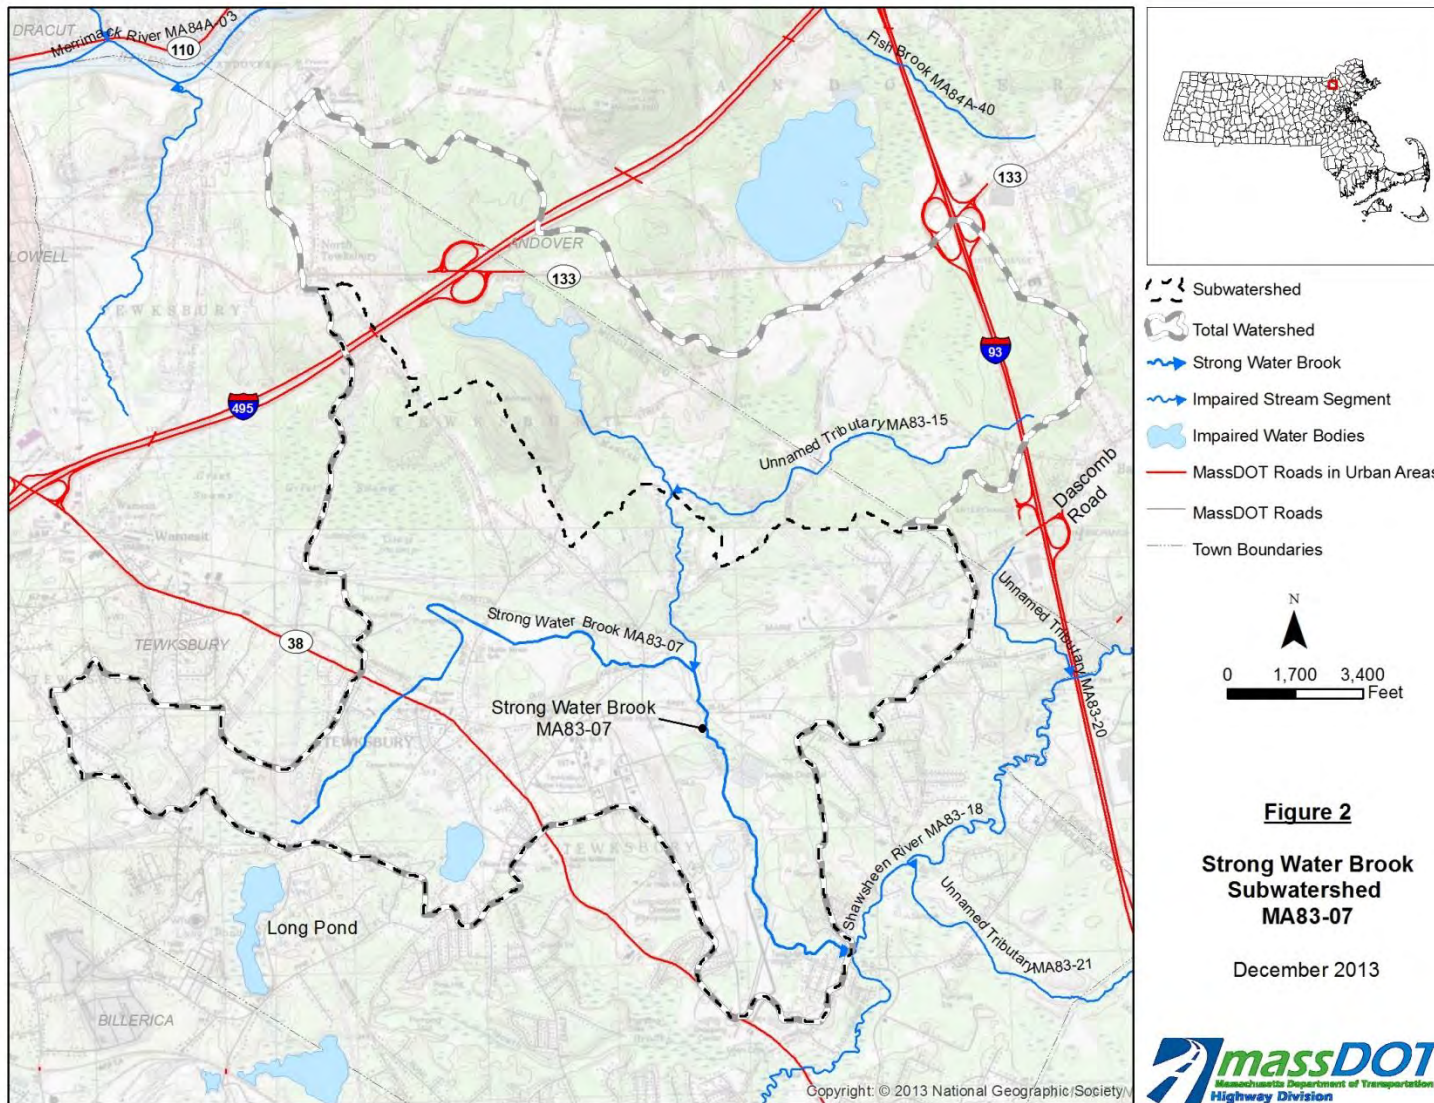 DRACUT
Merrimack River MA84A-03
110
Fish Brook MA84A-40
133
LOWELL
North
Tewksbury
ANDOVER
133
TEWKSBURY
93
495
Unnamed Tributary MA83-15
Dascomb
Road
Wamesit
Unnamed Tributary MA83-20
Strong Water Brook MA83-07
38
TEWKSBURY
Strong Water Brook
MA83-07
TEWKSBURY
TEWKSBURY
Shawsheen River MA83-18
Unnamed Tributary MA83-21
Long Pond
BILLERICA
Copyright: © 2013 National Geographic Society
Subwatershed
Total Watershed
Strong Water Brook
Impaired Stream Segment
Impaired Water Bodies
MassDOT Roads in Urban Areas
MassDOT Roads
Town Boundaries
N
0 1,700 3,400
Feet
Figure 2
Strong Water Brook
Subwatershed
MA83-07
December 2013
massDOT
Massachusetts Department of Transportation
Highway Division